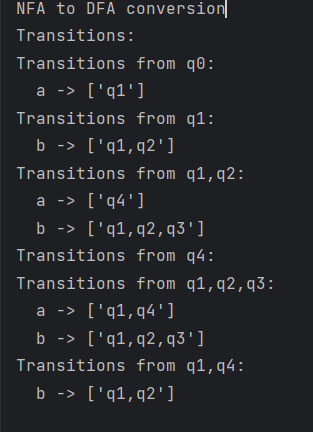 NFA to DFA conversion
Transitions:
Transitions from q0:
  a -> ['q1']
Transitions from q1:
  b -> ['q1,q2']
Transitions from q1,q2:
  a -> ['q4']
  b -> ['q1,q2,q3']
Transitions from q4:
Transitions from q1,q2,q3:
  a -> ['q1,q4']
  b -> ['q1,q2,q3']
Transitions from q1,q4:
  b -> ['q1,q2']